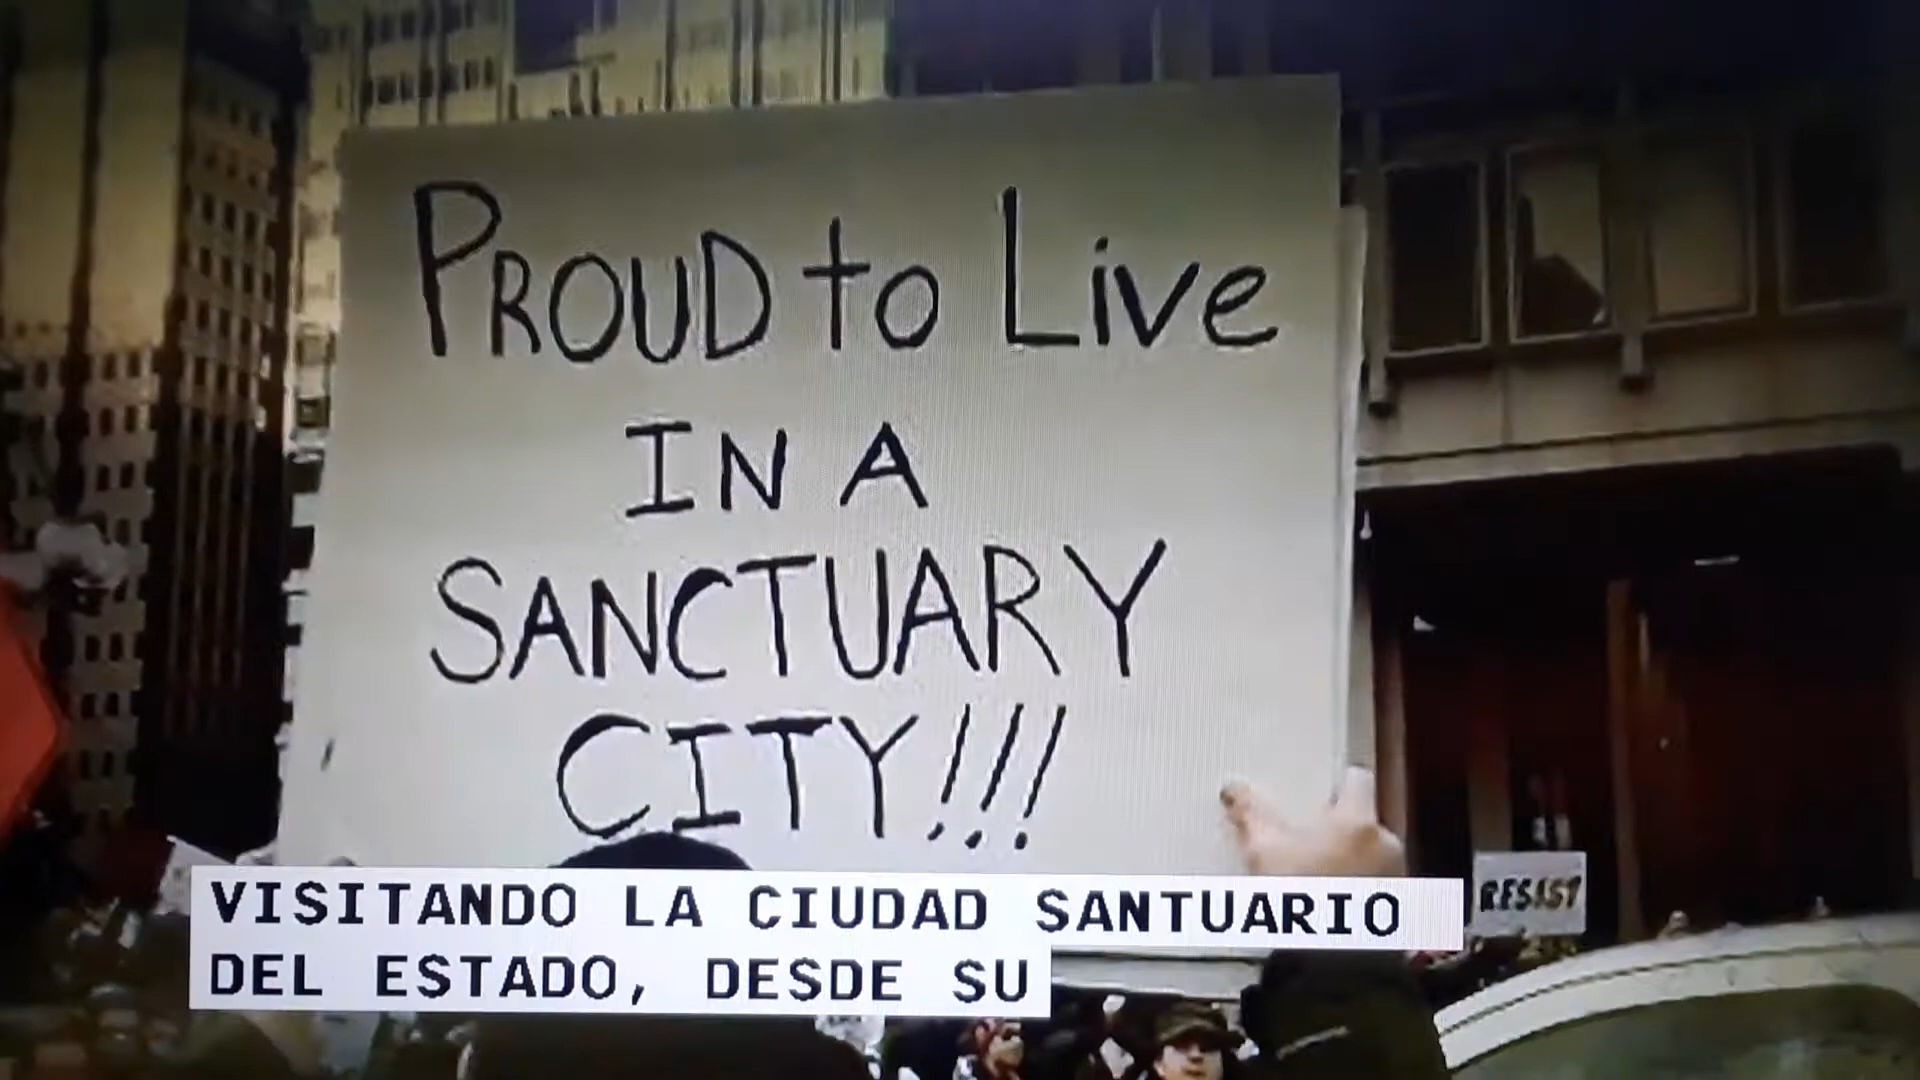 PROUD to Live
IN A
SANCTUARY
CITY!!!
RESIST
VISITANDO LA CIUDAD SANTUARIO
DEL ESTADO, DESDE SU